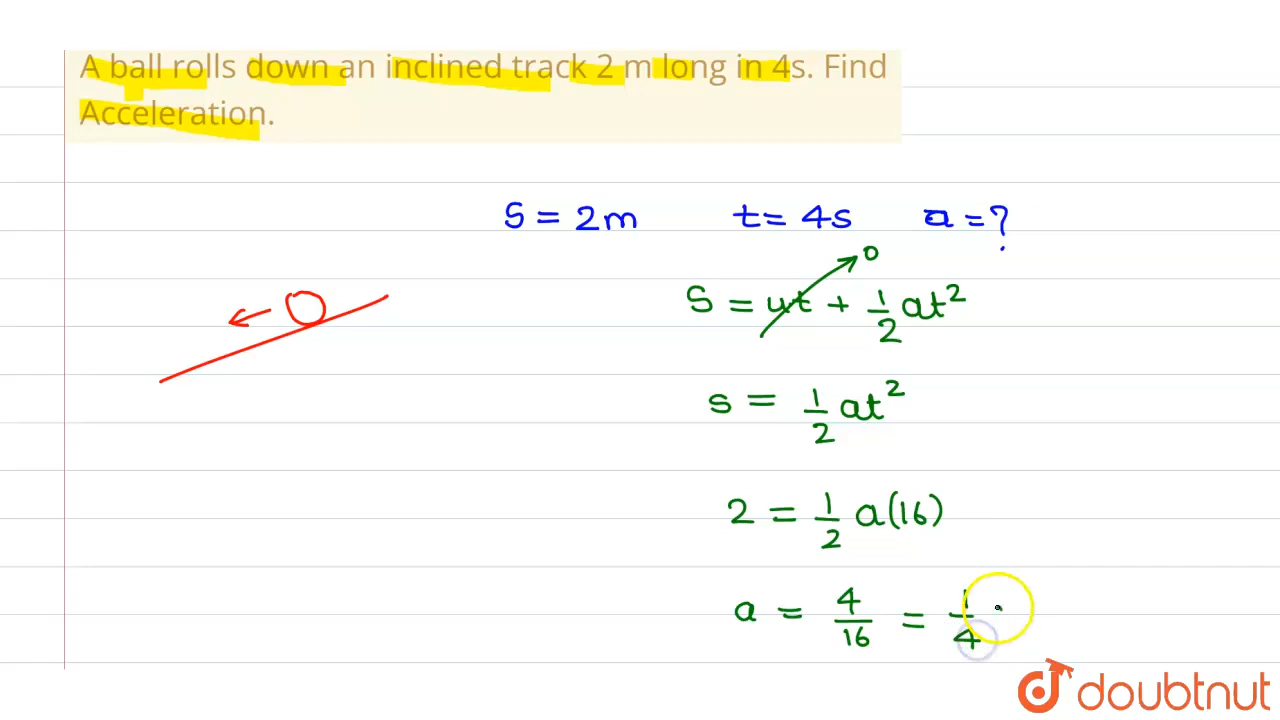 A ball rolls down an inclined track 2 m long in 4s. Find
Acceleration.
S = 2m t = 4s a = ?
0
S = ut + 1/2 at²
s = 1/2 at²
2 = 1/2 a(16)
a = 4/16 = 1/4
doubtnut